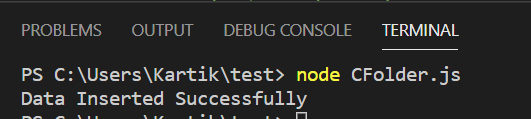 PROBLEMS OUTPUT DEBUG CONSOLE TERMINAL
PS C:\Users\Kartik\test> node CFolder.js
Data Inserted Successfully
PS C:\Users\Kartik\test>